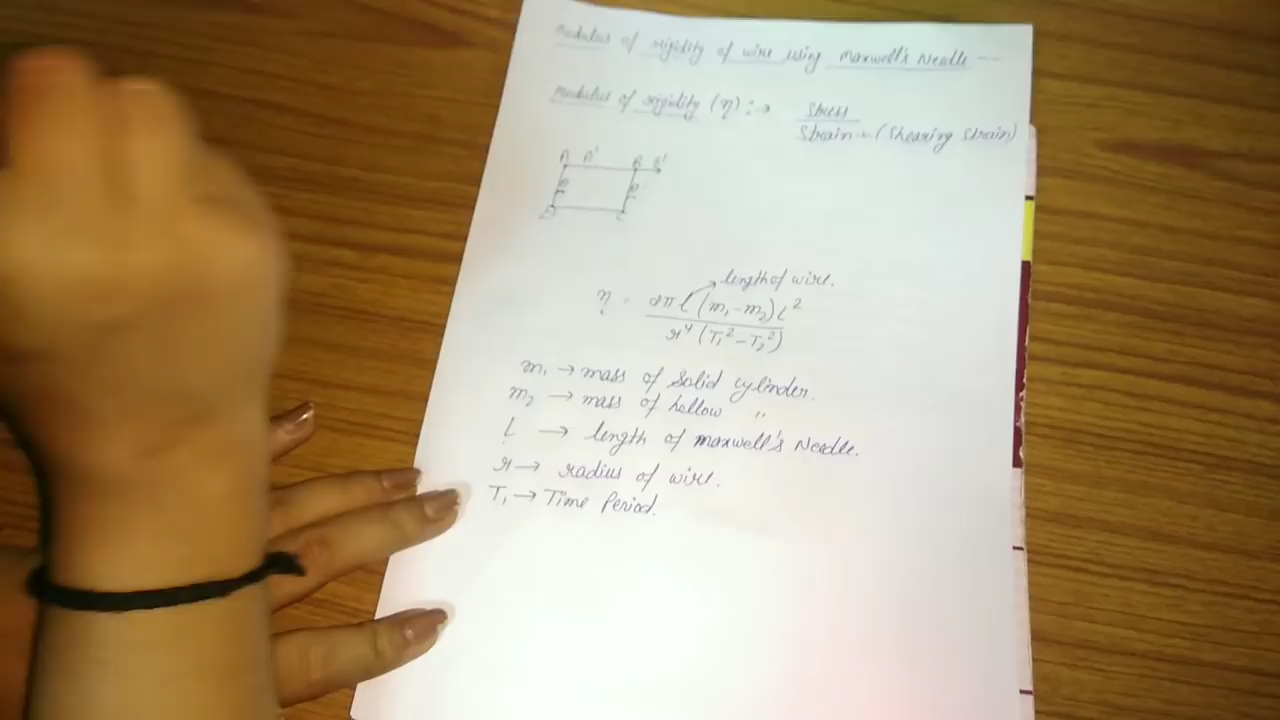 Modulus of rigidity of wire using Maxwell's Needle --
Modulus of rigidity (η) :→ Stress
Strain → (Shearing Strain)
A A' B B'
θ θ
D C
length of wire.
η = 2πl (m₁-m₂)L²
r⁴ (T₁²-T₂²)
m₁ → mass of Solid cylinder.
m₂ → mass of hellow "
L → length of maxwell's Needle.
r → radius of wire.
T₁ → Time Period.